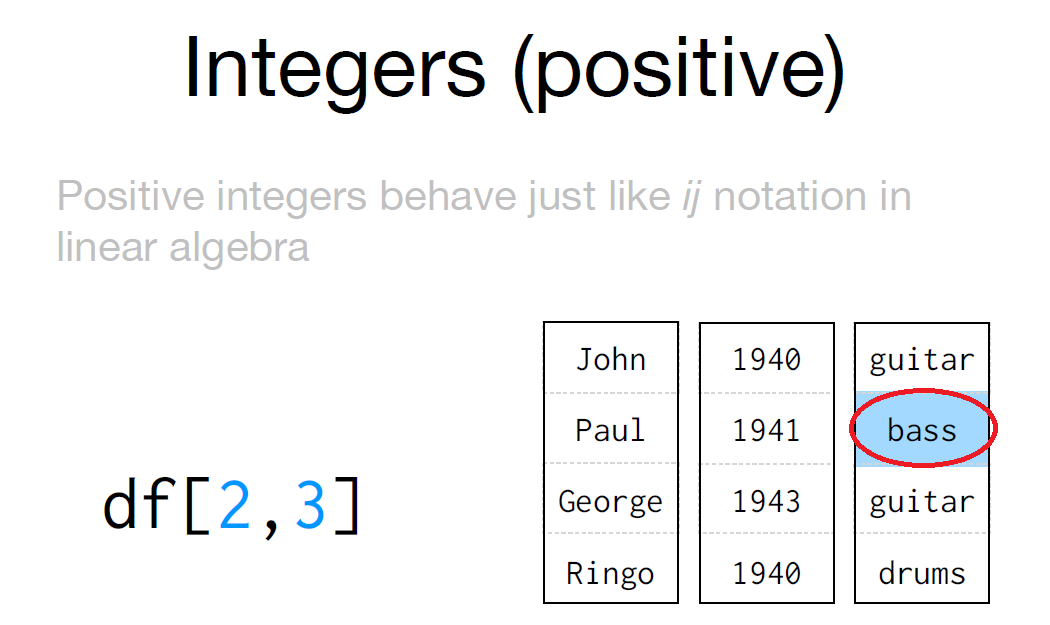 Integers (positive)
Positive integers behave just like ij notation in
linear algebra
df[2,3]
John 1940 guitar
Paul 1941 bass
George 1943 guitar
Ringo 1940 drums